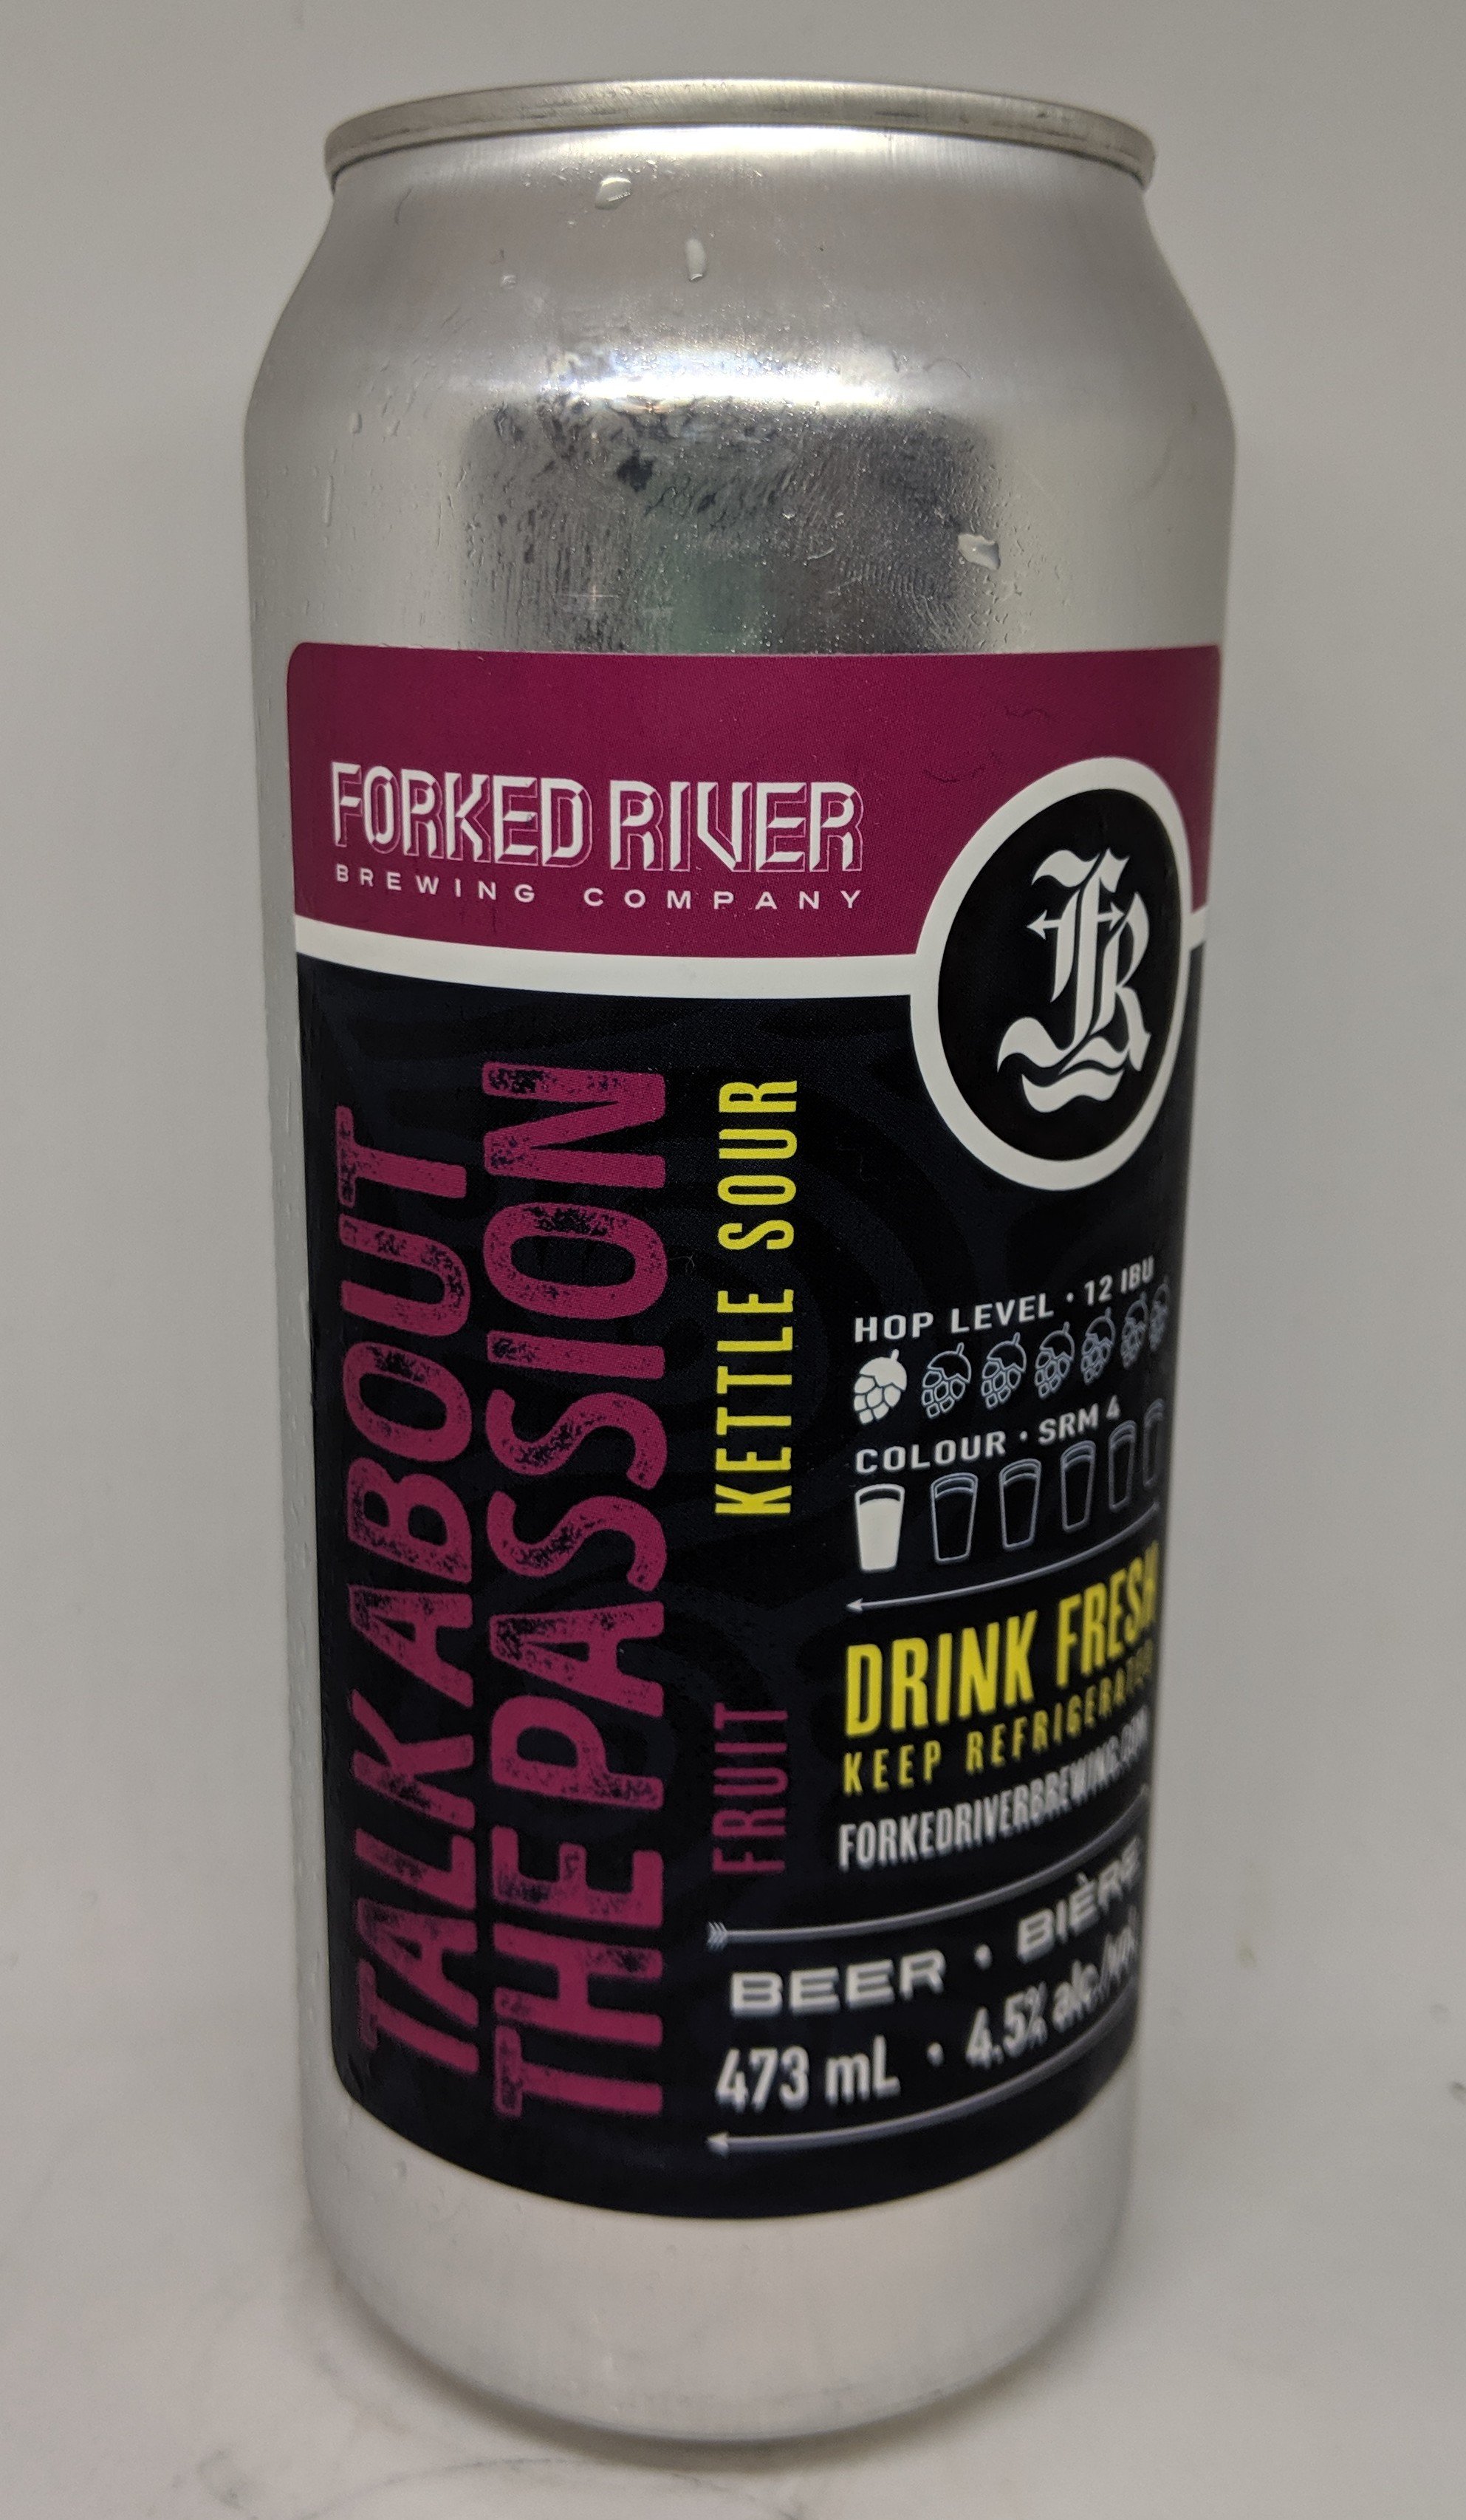 FORKED RIVER
BREWING COMPANY
FR
TALK ABOUT
THE PASSION
FRUIT
KETTLE SOUR
HOP LEVEL · 12 IBU
COLOUR · SRM 4
DRINK FRESH
KEEP REFRIGERATED
FORKEDRIVERBREWING.COM
BEER · BIÈRE
473 mL · 4.5% alc./vol.